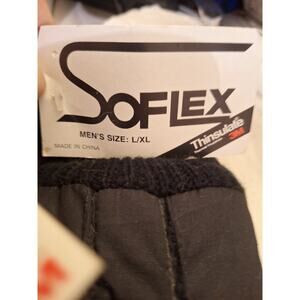 SOFLEX
MEN'S SIZE: L/XL
MADE IN CHINA
Thinsulate
3M